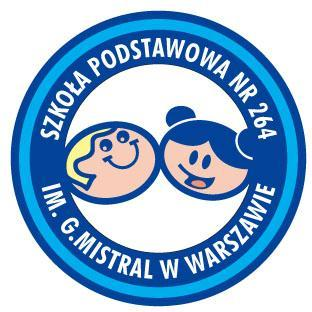 SZKOŁA PODSTAWOWA NR 264
IM. G.MISTRAL W WARSZAWIE